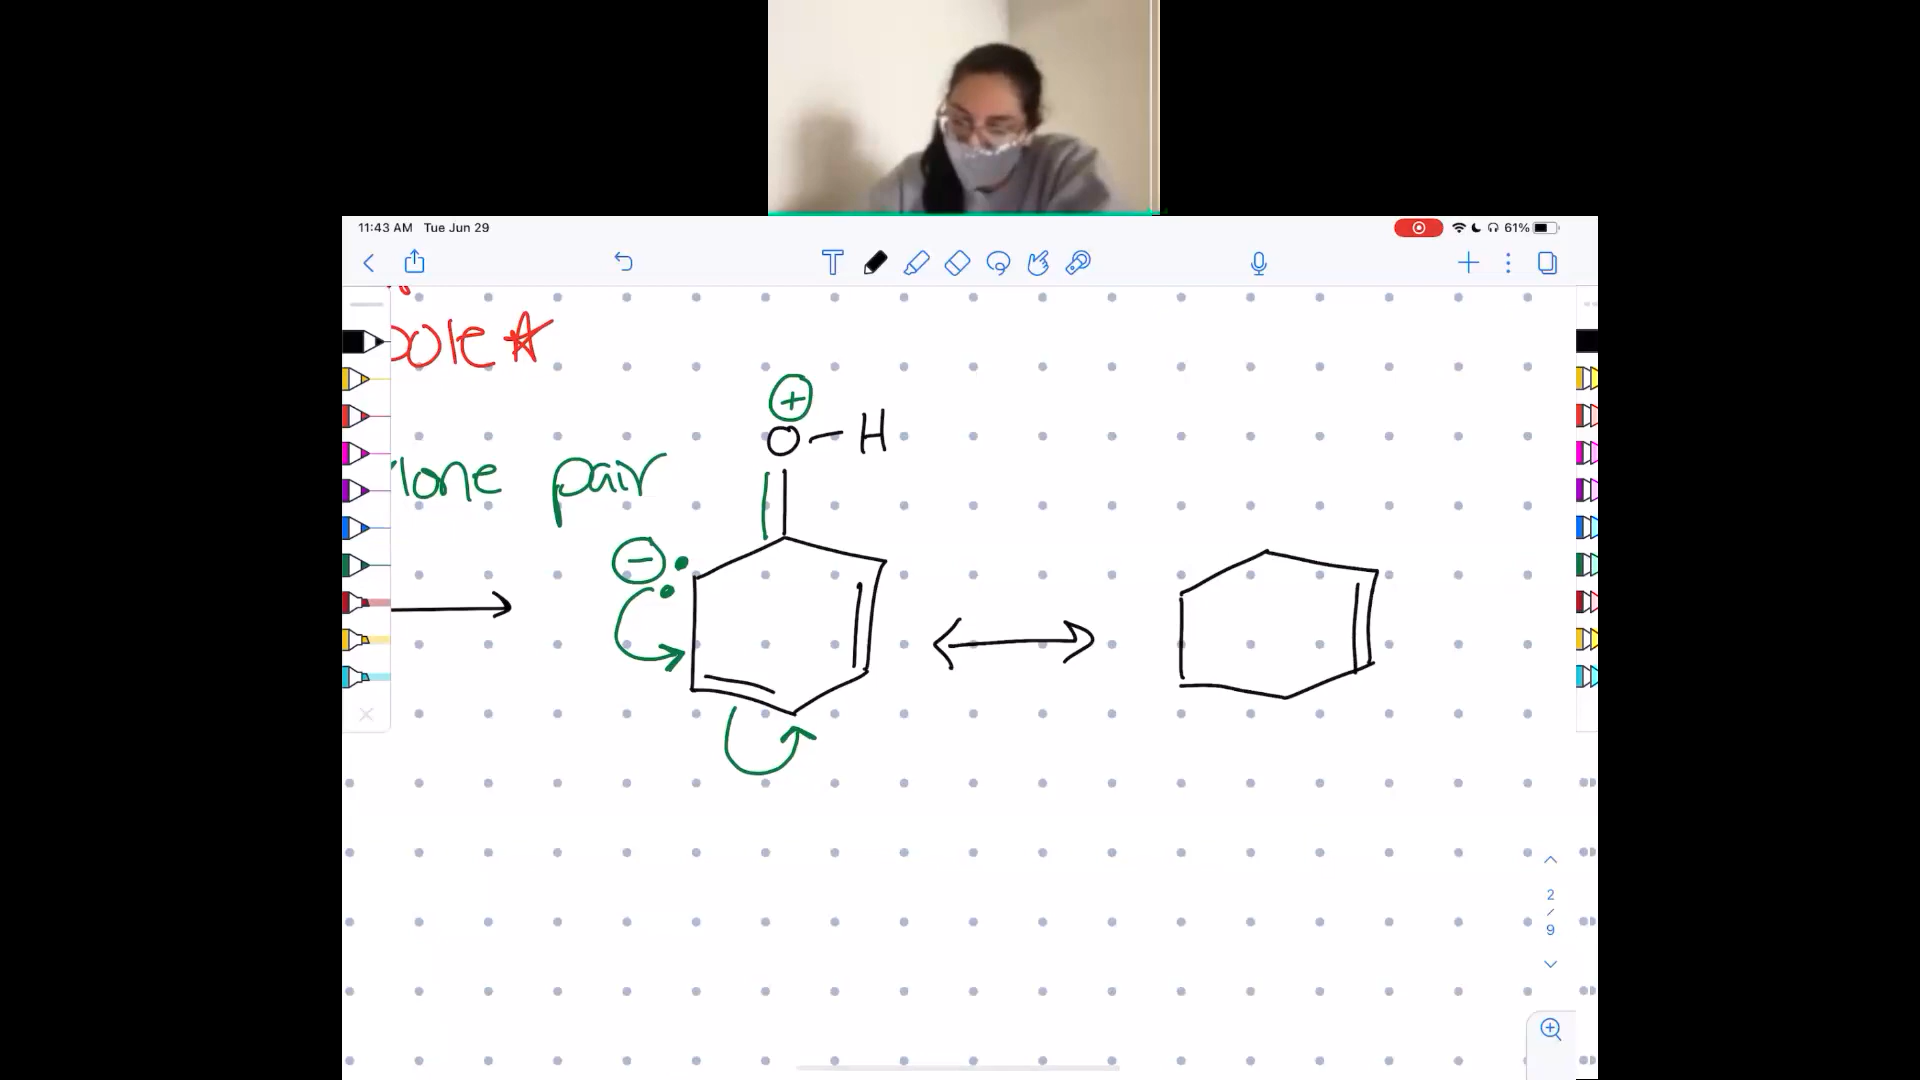 11:43 AM Tue Jun 29
61%
T
ole☆
+
O–H
lone pair
−
2
/
9